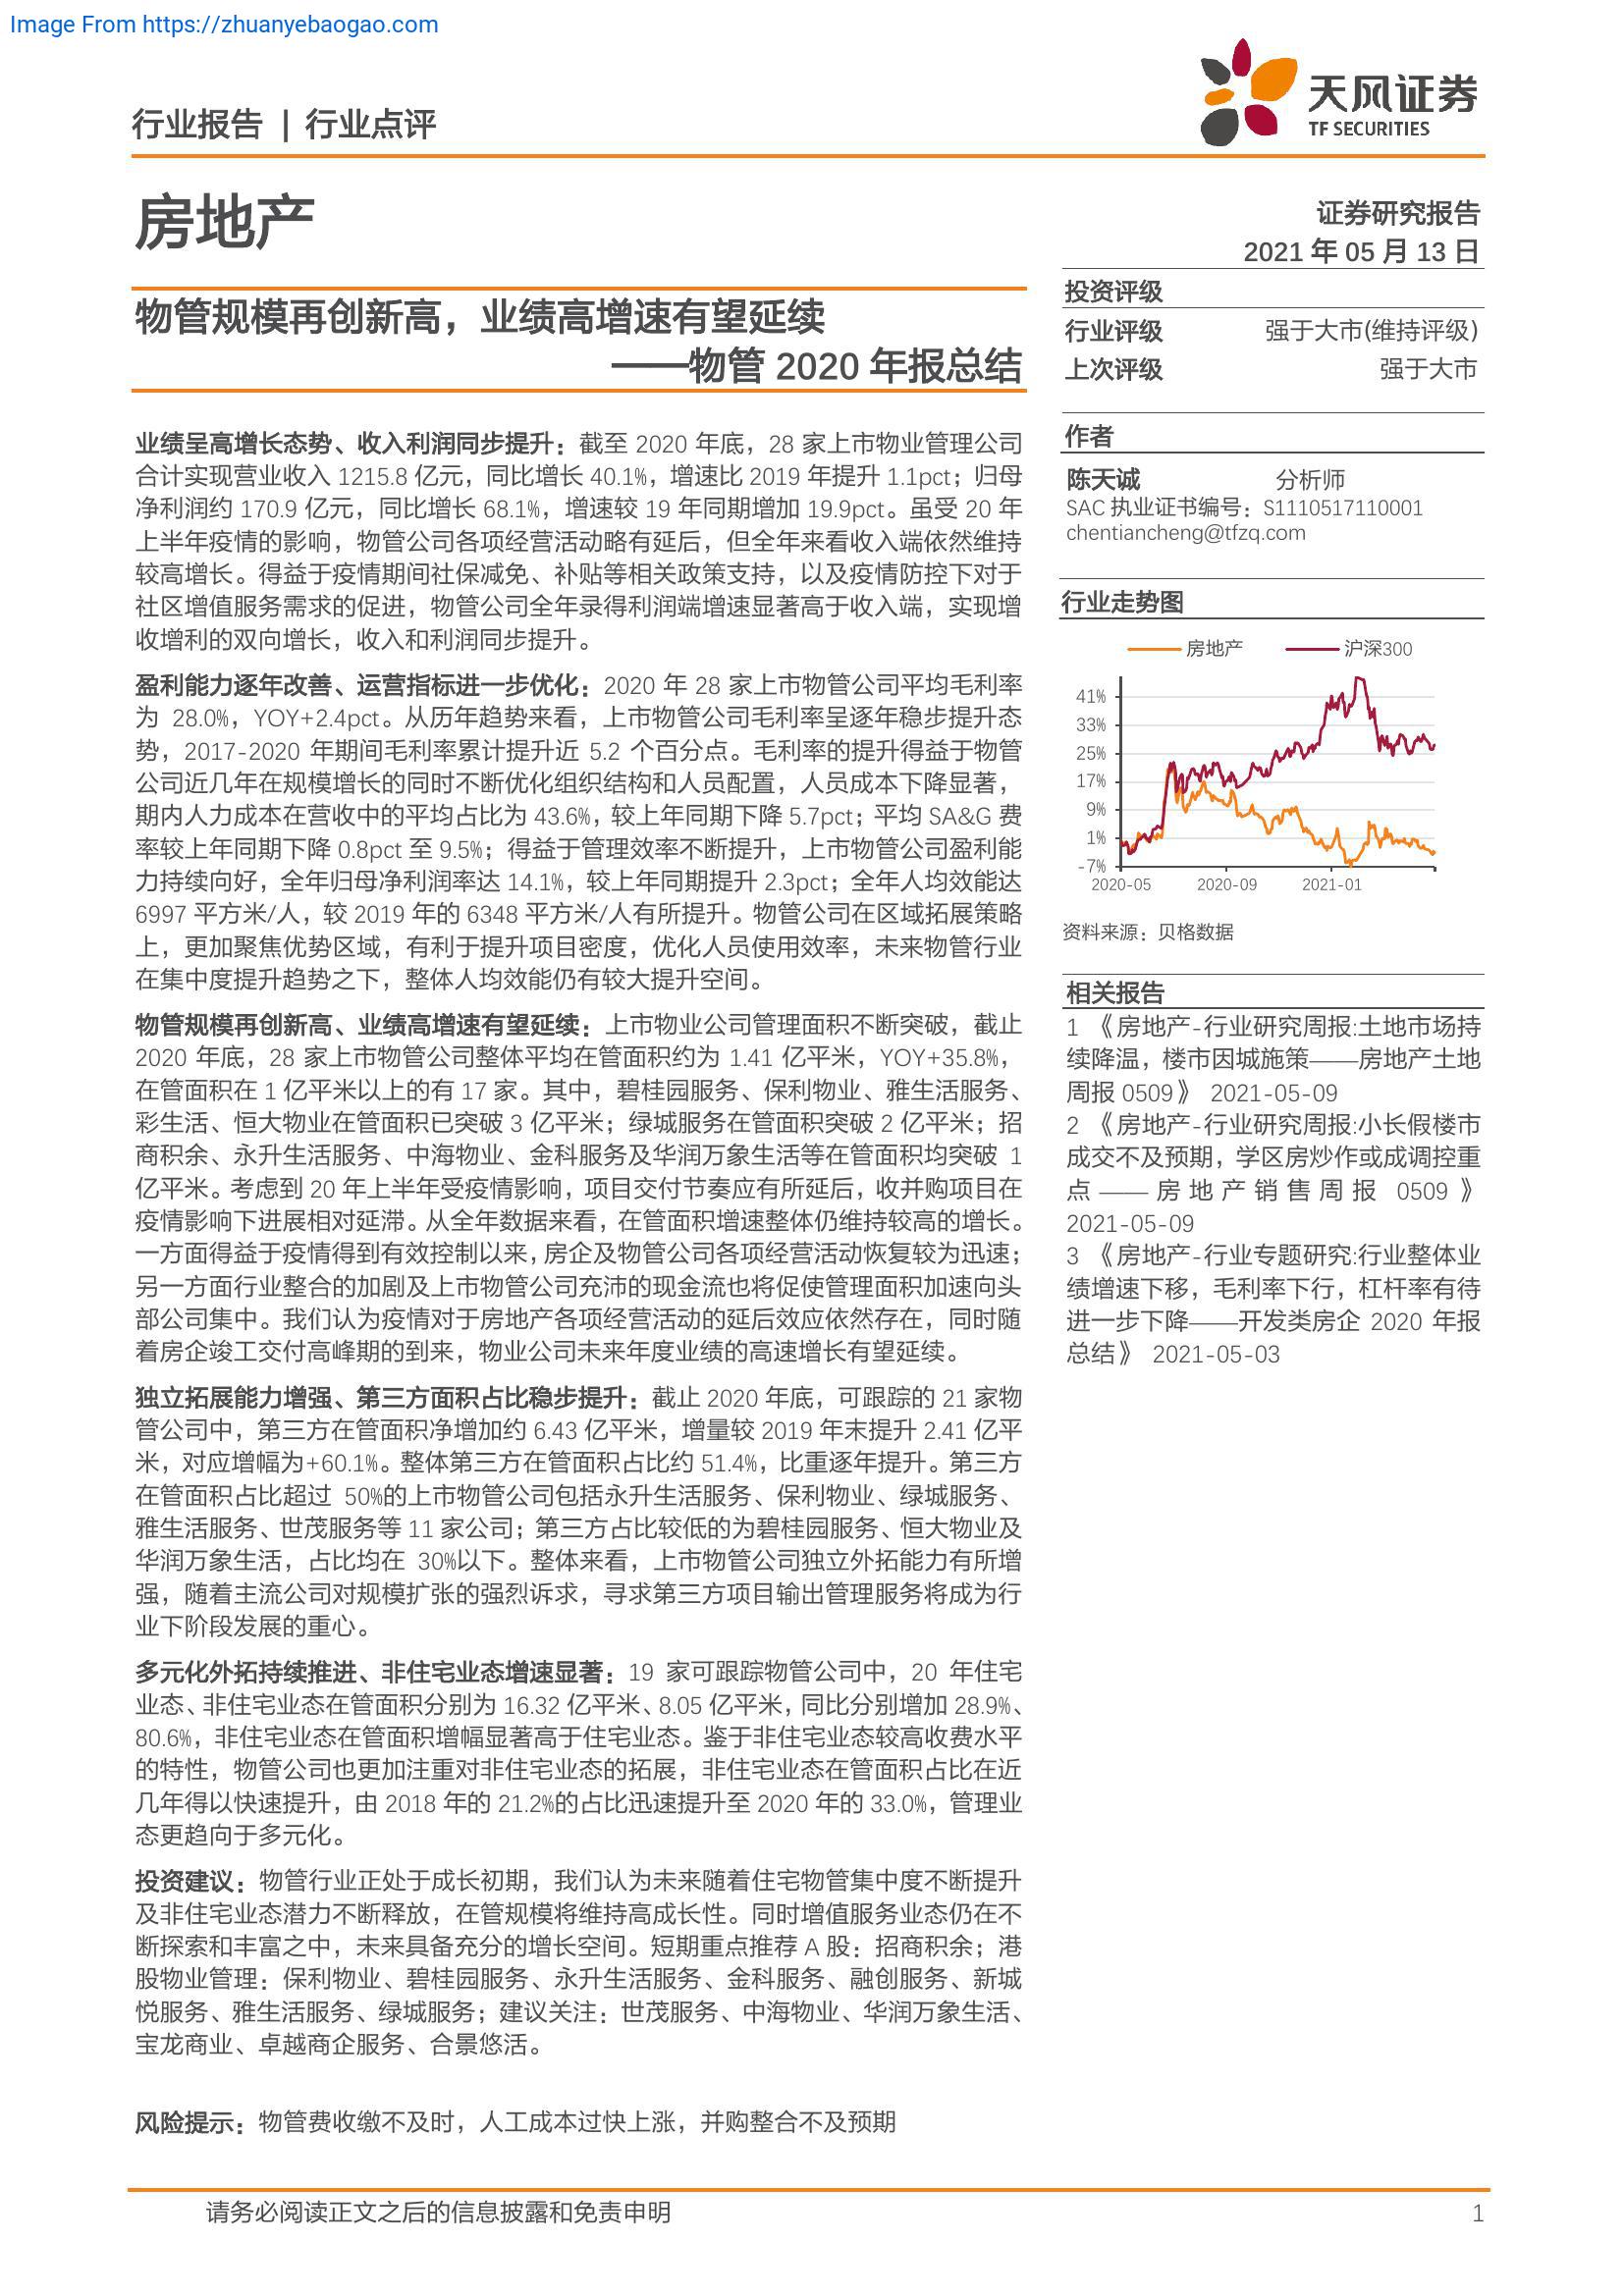 Image From https://zhuanyebaogao.com
行业报告 | 行业点评
天风证券
TF SECURITIES
房地产
证券研究报告
2021 年 05 月 13 日
物管规模再创新高，业绩高增速有望延续
——物管 2020 年报总结
业绩呈高增长态势、收入利润同步提升：截至 2020 年底，28 家上市物业管理公司
合计实现营业收入 1215.8 亿元，同比增长 40.1%，增速比 2019 年提升 1.1pct；归母
净利润约 170.9 亿元，同比增长 68.1%，增速较 19 年同期增加 19.9pct。虽受 20 年
上半年疫情的影响，物管公司各项经营活动略有延后，但全年来看收入端依然维持
较高增长。得益于疫情期间社保减免、补贴等相关政策支持，以及疫情防控下对于
社区增值服务需求的促进，物管公司全年录得利润端增速显著高于收入端，实现增
收增利的双向增长，收入和利润同步提升。
盈利能力逐年改善、运营指标进一步优化：2020 年 28 家上市物管公司平均毛利率
为 28.0%，YOY+2.4pct。从历年趋势来看，上市物管公司毛利率呈逐年稳步提升态
势，2017-2020 年期间毛利率累计提升近 5.2 个百分点。毛利率的提升得益于物管
公司近几年在规模增长的同时不断优化组织结构和人员配置，人员成本下降显著，
期内人力成本在营收中的平均占比为 43.6%，较上年同期下降 5.7pct；平均 SA&G 费
率较上年同期下降 0.8pct 至 9.5%；得益于管理效率不断提升，上市物管公司盈利能
力持续向好，全年归母净利润率达 14.1%，较上年同期提升 2.3pct；全年人均效能达
6997 平方米/人，较 2019 年的 6348 平方米/人有所提升。物管公司在区域拓展策略
上，更加聚焦优势区域，有利于提升项目密度，优化人员使用效率，未来物管行业
在集中度提升趋势之下，整体人均效能仍有较大提升空间。
物管规模再创新高、业绩高增速有望延续：上市物业公司管理面积不断突破，截止
2020 年底，28 家上市物管公司整体平均在管面积约为 1.41 亿平米，YOY+35.8%，
在管面积在 1 亿平米以上的有 17 家。其中，碧桂园服务、保利物业、雅生活服务、
彩生活、恒大物业在管面积已突破 3 亿平米；绿城服务在管面积突破 2 亿平米；招
商积余、永升生活服务、中海物业、金科服务及华润万象生活等在管面积均突破 1
亿平米。考虑到 20 年上半年受疫情影响，项目交付节奏应有所延后，收并购项目在
疫情影响下进展相对延滞。从全年数据来看，在管面积增速整体仍维持较高的增长。
一方面得益于疫情得到有效控制以来，房企及物管公司各项经营活动恢复较为迅速；
另一方面行业整合的加剧及上市物管公司充沛的现金流也将促使管理面积加速向头
部公司集中。我们认为疫情对于房地产各项经营活动的延后效应依然存在，同时随
着房企竣工交付高峰期的到来，物业公司未来年度业绩的高速增长有望延续。
独立拓展能力增强、第三方面积占比稳步提升：截止 2020 年底，可跟踪的 21 家物
管公司中，第三方在管面积净增加约 6.43 亿平米，增量较 2019 年末提升 2.41 亿平
米，对应增幅为+60.1%。整体第三方在管面积占比约 51.4%，比重逐年提升。第三方
在管面积占比超过 50%的上市物管公司包括永升生活服务、保利物业、绿城服务、
雅生活服务、世茂服务等 11 家公司；第三方占比较低的为碧桂园服务、恒大物业及
华润万象生活，占比均在 30%以下。整体来看，上市物管公司独立外拓能力有所增
强，随着主流公司对规模扩张的强烈诉求，寻求第三方项目输出管理服务将成为行
业下阶段发展的重心。
多元化外拓持续推进、非住宅业态增速显著：19 家可跟踪物管公司中，20 年住宅
业态、非住宅业态在管面积分别为 16.32 亿平米、8.05 亿平米，同比分别增加 28.9%、
80.6%，非住宅业态在管面积增幅显著高于住宅业态。鉴于非住宅业态较高收费水平
的特性，物管公司也更加注重对非住宅业态的拓展，非住宅业态在管面积占比在近
几年得以快速提升，由 2018 年的 21.2%的占比迅速提升至 2020 年的 33.0%，管理业
态更趋向于多元化。
投资建议：物管行业正处于成长初期，我们认为未来随着住宅物管集中度不断提升
及非住宅业态潜力不断释放，在管规模将维持高成长性。同时增值服务业态仍在不
断探索和丰富之中，未来具备充分的增长空间。短期重点推荐 A 股：招商积余；港
股物业管理：保利物业、碧桂园服务、永升生活服务、金科服务、融创服务、新城
悦服务、雅生活服务、绿城服务；建议关注：世茂服务、中海物业、华润万象生活、
宝龙商业、卓越商企服务、合景悠活。
风险提示：物管费收缴不及时，人工成本过快上涨，并购整合不及预期
投资评级
行业评级 强于大市(维持评级)
上次评级 强于大市
作者
陈天诚 分析师
SAC 执业证书编号：S1110517110001
chentiancheng@tfzq.com
行业走势图
房地产 沪深300
41%
33%
25%
17%
9%
1%
-7%
2020-05 2020-09 2021-01
资料来源：贝格数据
相关报告
1 《房地产-行业研究周报:土地市场持
续降温，楼市因城施策——房地产土地
周报 0509》 2021-05-09
2 《房地产-行业研究周报:小长假楼市
成交不及预期，学区房炒作或成调控重
点——房地产销售周报 0509》
2021-05-09
3 《房地产-行业专题研究:行业整体业
绩增速下移，毛利率下行，杠杆率有待
进一步下降——开发类房企 2020 年报
总结》 2021-05-03
请务必阅读正文之后的信息披露和免责申明 1